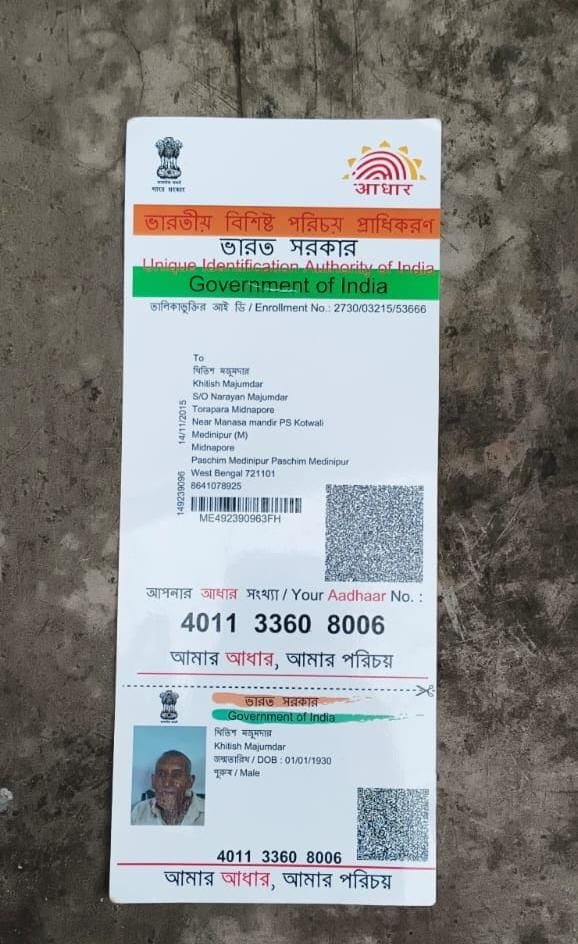 आधार
ভারতীয় বিশিষ্ট পরিচয় প্রাধিকরণ
ভারত সরকার
Unique Identification Authority of India
Government of India
তালিকাভুক্তির আই ডি / Enrollment No.: 2730/03215/53666
To
খিতিশ মজুমদার
Khitish Majumdar
S/O Narayan Majumdar
Torapara Midnapore
Near Manasa mandir PS Kotwali
Medinipur (M)
Midnapore
Paschim Medinipur Paschim Medinipur
West Bengal 721101
8641078925
14/11/2015
149239096
ME492390963FH
আপনার আধার সংখ্যা / Your Aadhaar No. :
4011 3360 8006
আমার আধার, আমার পরিচয়
ভারত সরকার
Government of India
খিতিশ মজুমদার
Khitish Majumdar
জন্মতারিখ / DOB : 01/01/1930
পুরুষ / Male
4011 3360 8006
আমার আধার, আমার পরিচয়